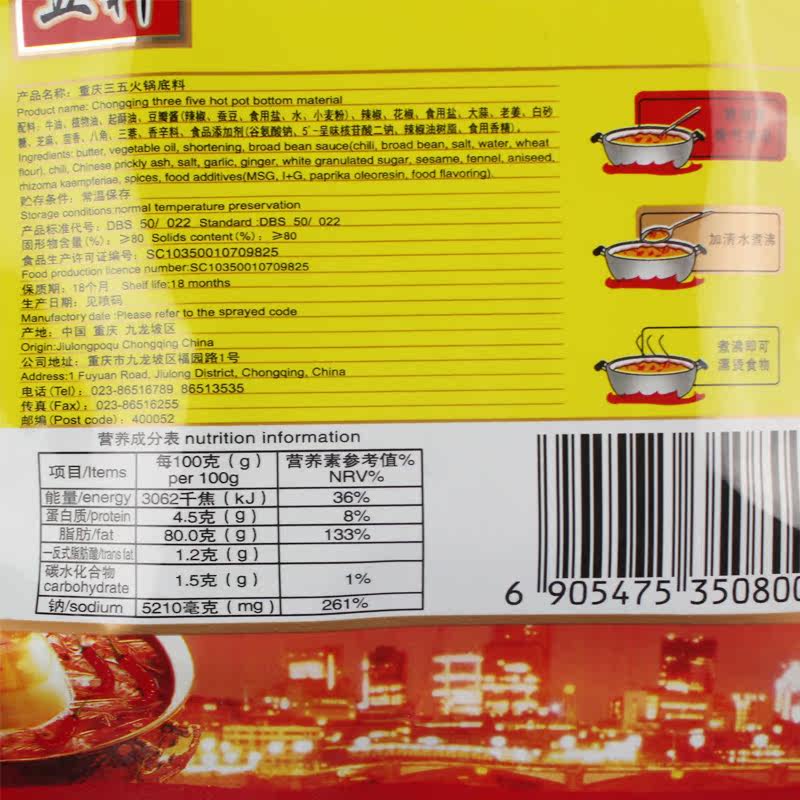 产品名称：重庆三五火锅底料
Product name: Chongqing three five hot pot bottom material
配料：牛油、植物油、起酥油、豆瓣酱(辣椒、蚕豆、食用盐、水、小麦粉)、辣椒、花椒、食用盐、大蒜、老姜、白砂
糖、芝麻、茴香、八角、三萘、香辛料、食品添加剂(谷氨酸钠、5'-呈味核苷酸二钠、辣椒油树脂、食用香精)。
Ingredients: butter, vegetable oil, shortening, broad bean sauce(chili, broad bean, salt, water, wheat
flour), chili, Chinese prickly ash, salt, garlic, ginger, white granulated sugar, sesame, fennel, aniseed,
rhizoma kaempfenae, spices, food additives(MSG, I+G, paprika oleoresin, food flavoring).
贮存条件：常温保存
Storage conditions:normal temperature preservation
产品标准代号：DBS 50/ 022 Standard :DBS 50/ 022
固形物含量(%)：≥80 Solids content(%)：≥80
食品生产许可证编号：SC10350010709825
Food production licence number:SC10350010709825
保质期：18个月 Shelf life:18 months
生产日期：见喷码
Manufactory date :Please refer to the sprayed code
产地：中国 重庆 九龙坡区
Origin:Jiulongpoqu Chongqing China
公司地址：重庆市九龙坡区福园路1号
Address:1 Fuyuan Road, Jiulong District, Chongqing, China
电话(Tel)：023-86516789 86513535
传真(Fax)：023-86516255
邮编(Post code)：400052
加清水煮沸
煮沸即可
漂烫食物
营养成分表 nutrition information
项目/Items 每100克（g） per 100g 营养素参考值% NRV%
能量/energy 3062千焦（kJ） 36%
蛋白质/protein 4.5克（g） 8%
脂肪/fat 80.0克（g） 133%
—反式脂肪酸/trans fat 1.2克（g）
碳水化合物 carbohydrate 1.5克（g） 1%
钠/sodium 5210毫克（mg） 261%
6 905475 350800